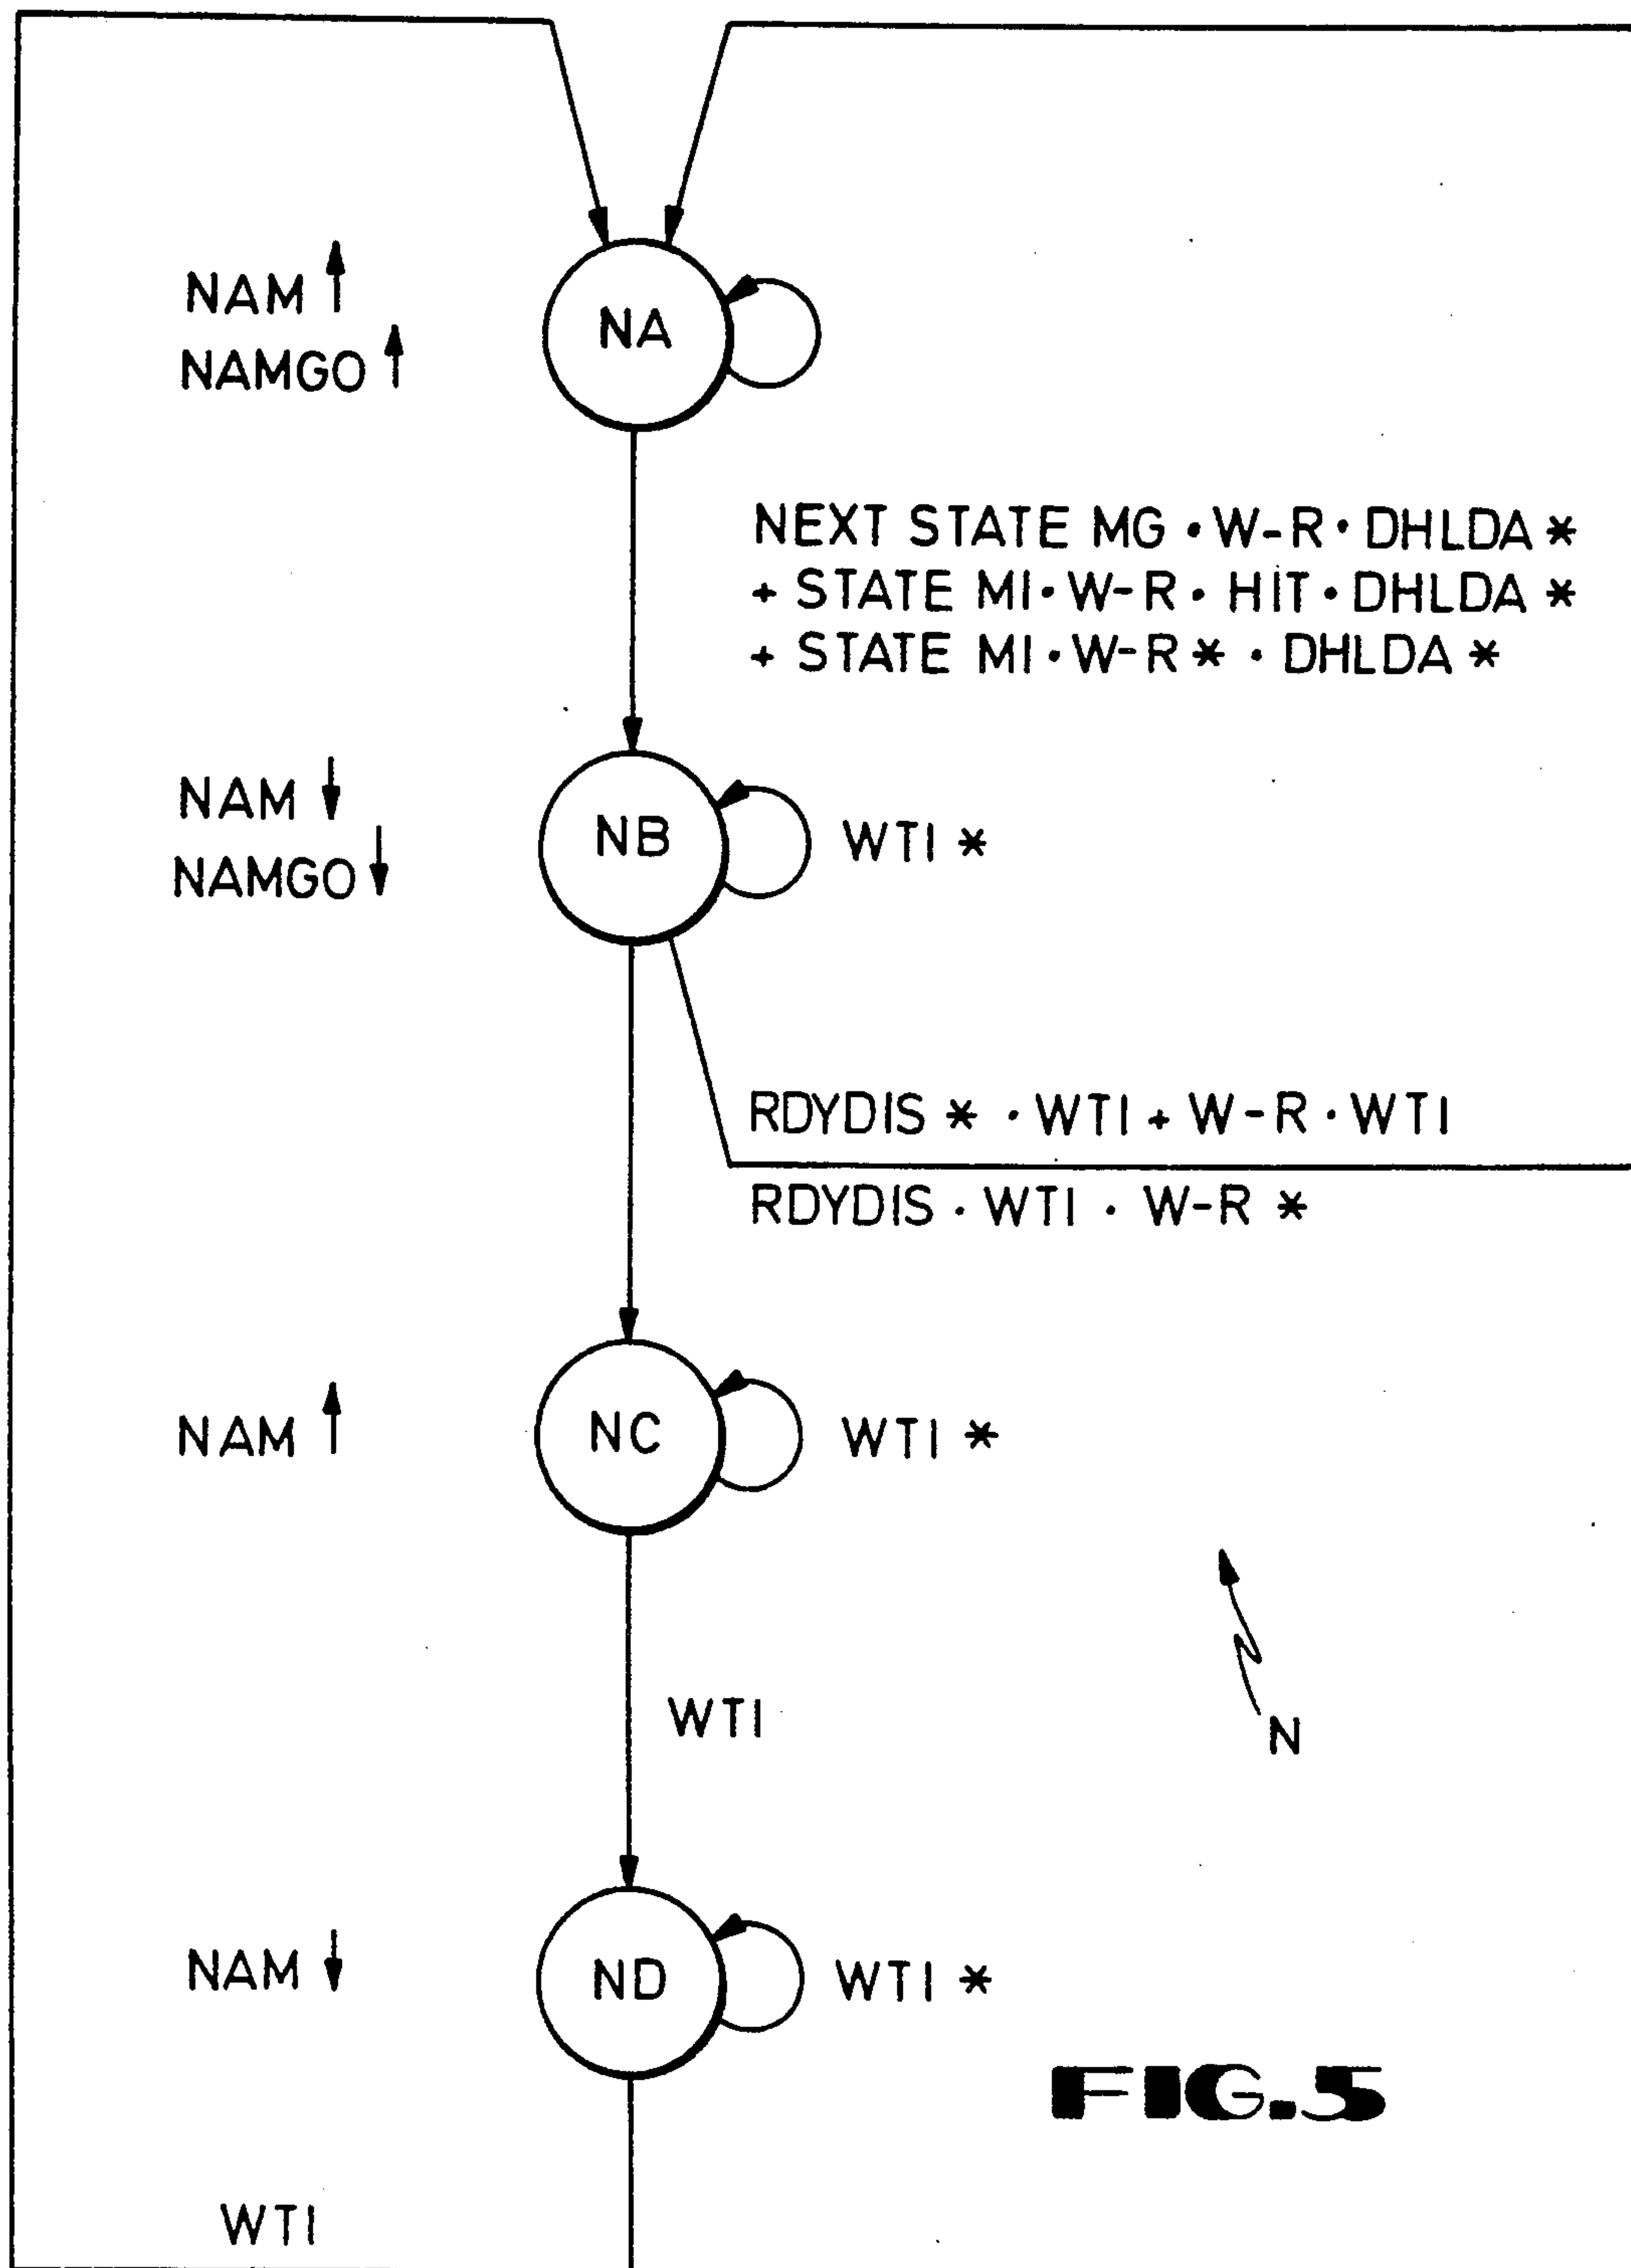 NAM ↑
NAMGO ↑
NA
NEXT STATE MG · W-R · DHLDA *
+ STATE MI · W-R · HIT · DHLDA *
+ STATE MI · W-R * · DHLDA *
NAM ↓
NAMGO ↓
NB
WTI *
RDYDIS * · WTI + W-R · WTI
RDYDIS · WTI · W-R *
NAM ↑
NC
WTI *
WTI
N
NAM ↓
ND
WTI *
FIG.5
WTI